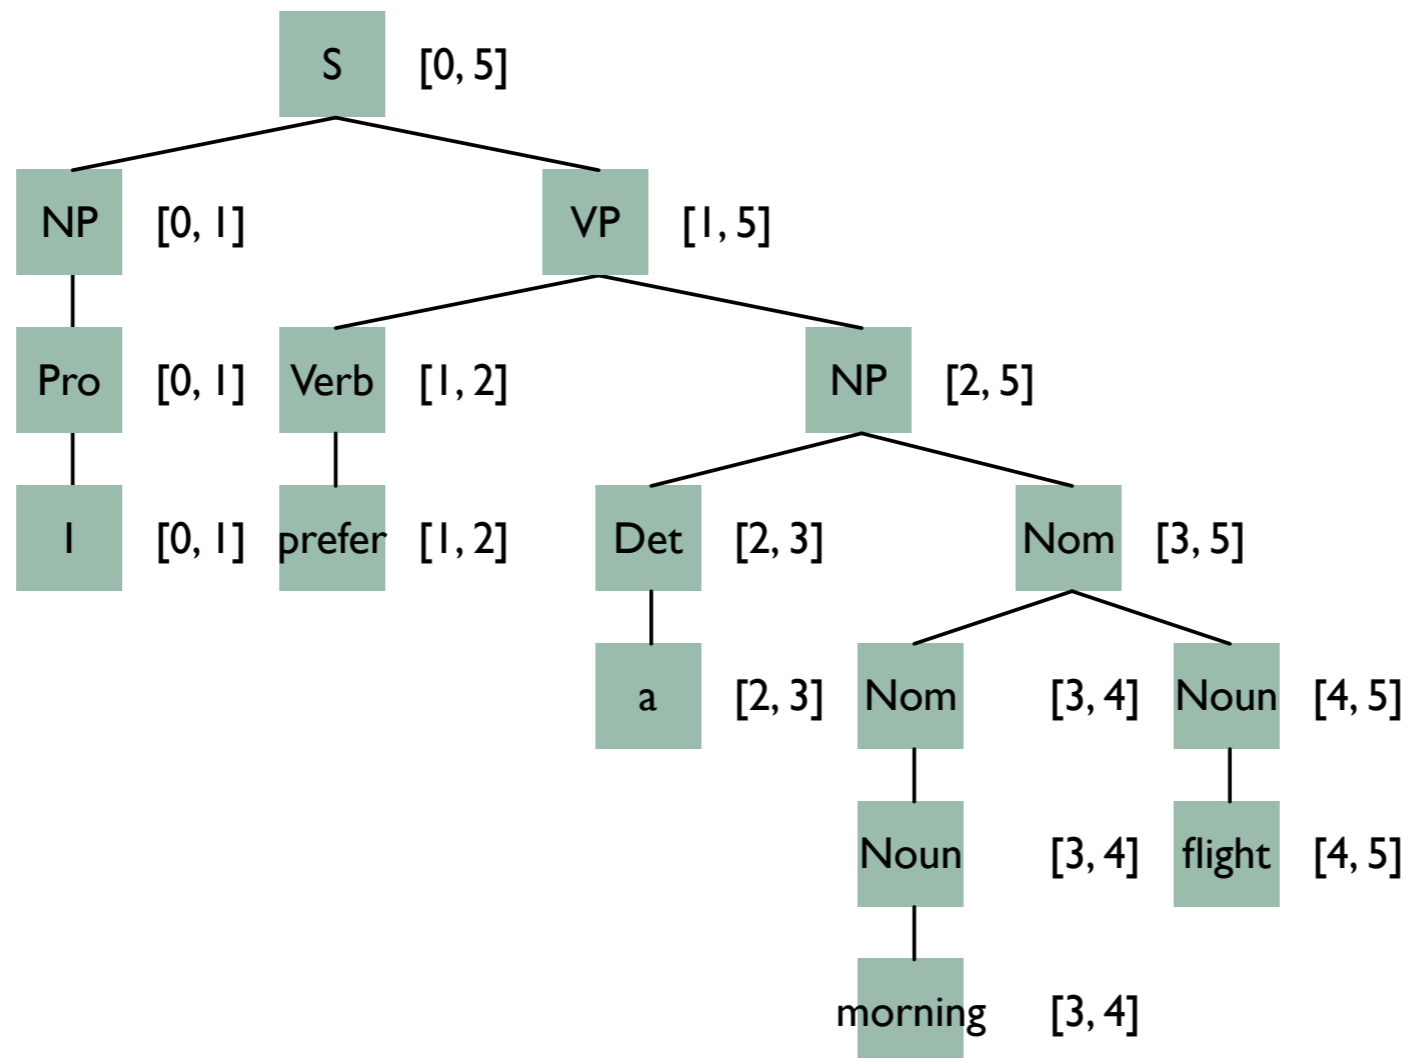 S [0, 5]
NP [0, 1] VP [1, 5]
Pro [0, 1] Verb [1, 2] NP [2, 5]
I [0, 1] prefer [1, 2] Det [2, 3] Nom [3, 5]
a [2, 3] Nom [3, 4] Noun [4, 5]
Noun [3, 4] flight [4, 5]
morning [3, 4]